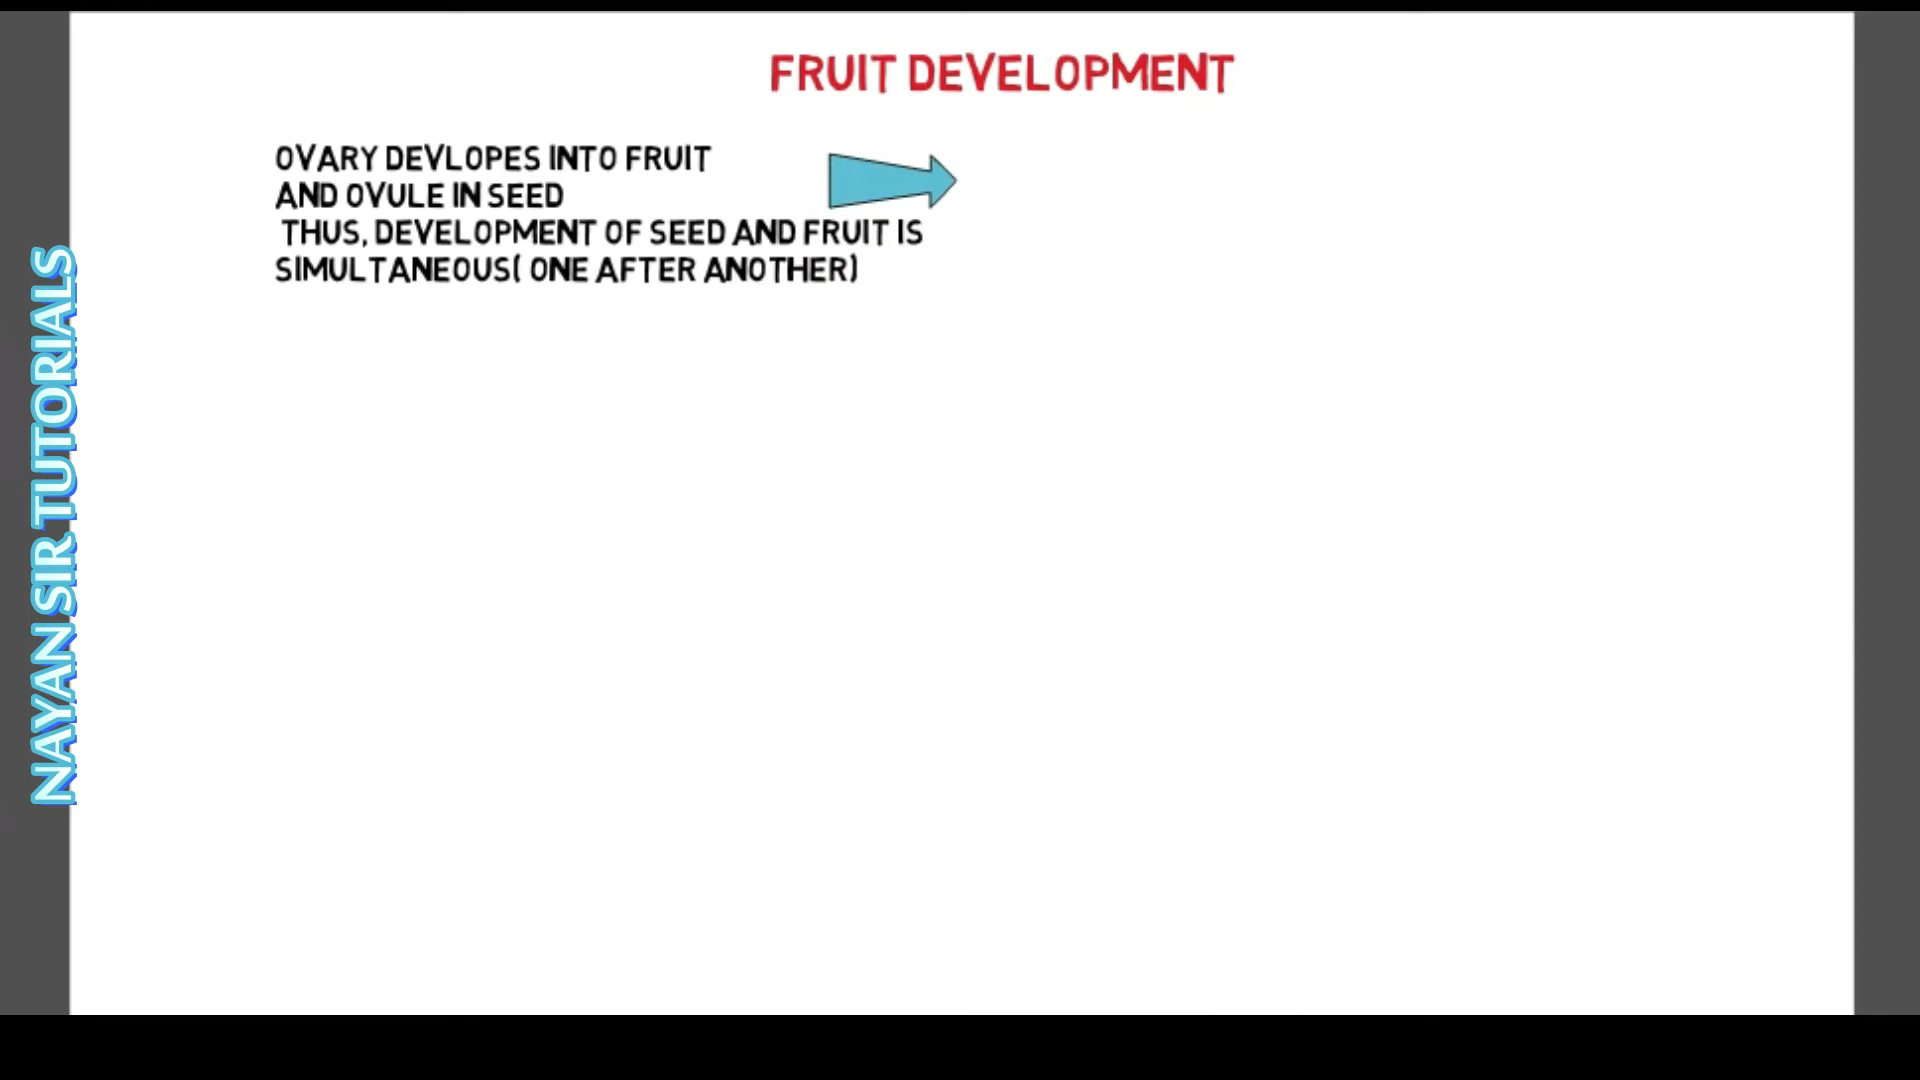 FRUIT DEVELOPMENT
OVARY DEVLOPES INTO FRUIT
AND OVULE IN SEED
THUS, DEVELOPMENT OF SEED AND FRUIT IS
SIMULTANEOUS( ONE AFTER ANOTHER)
NAYAN SIR TUTORIALS